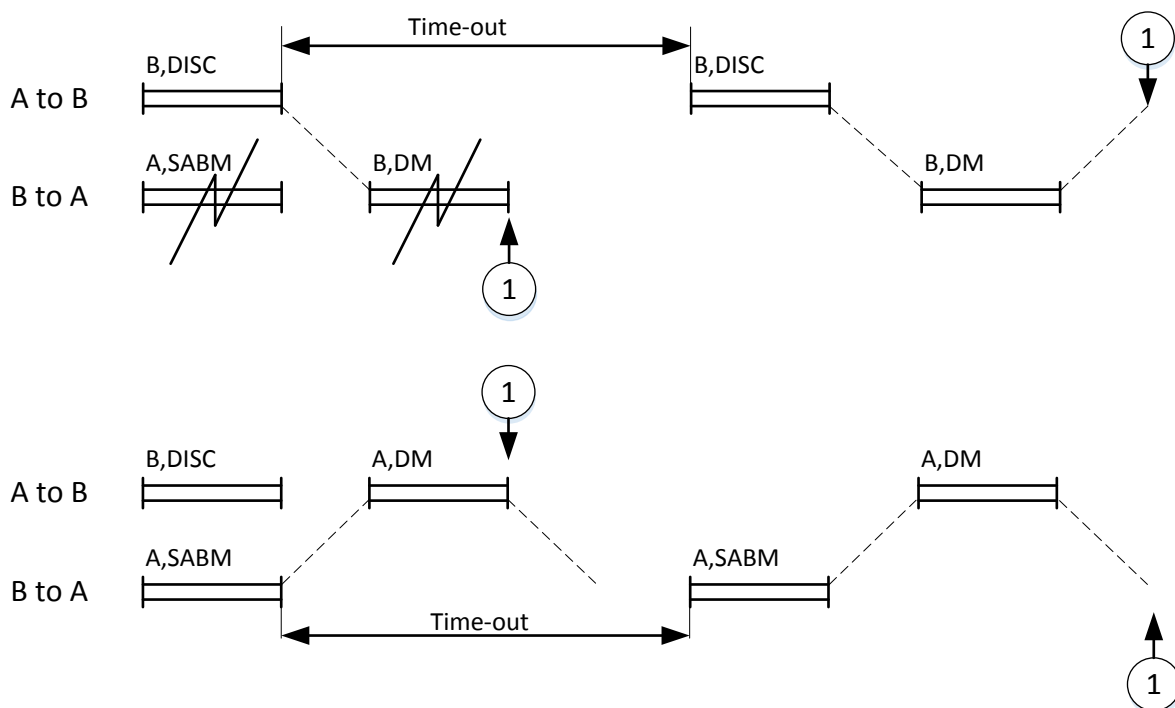 Time-out
1
B,DISC
B,DISC
A to B
A,SABM
B,DM
B,DM
B to A
1
1
B,DISC
A,DM
A,DM
A to B
A,SABM
A,SABM
B to A
Time-out
1